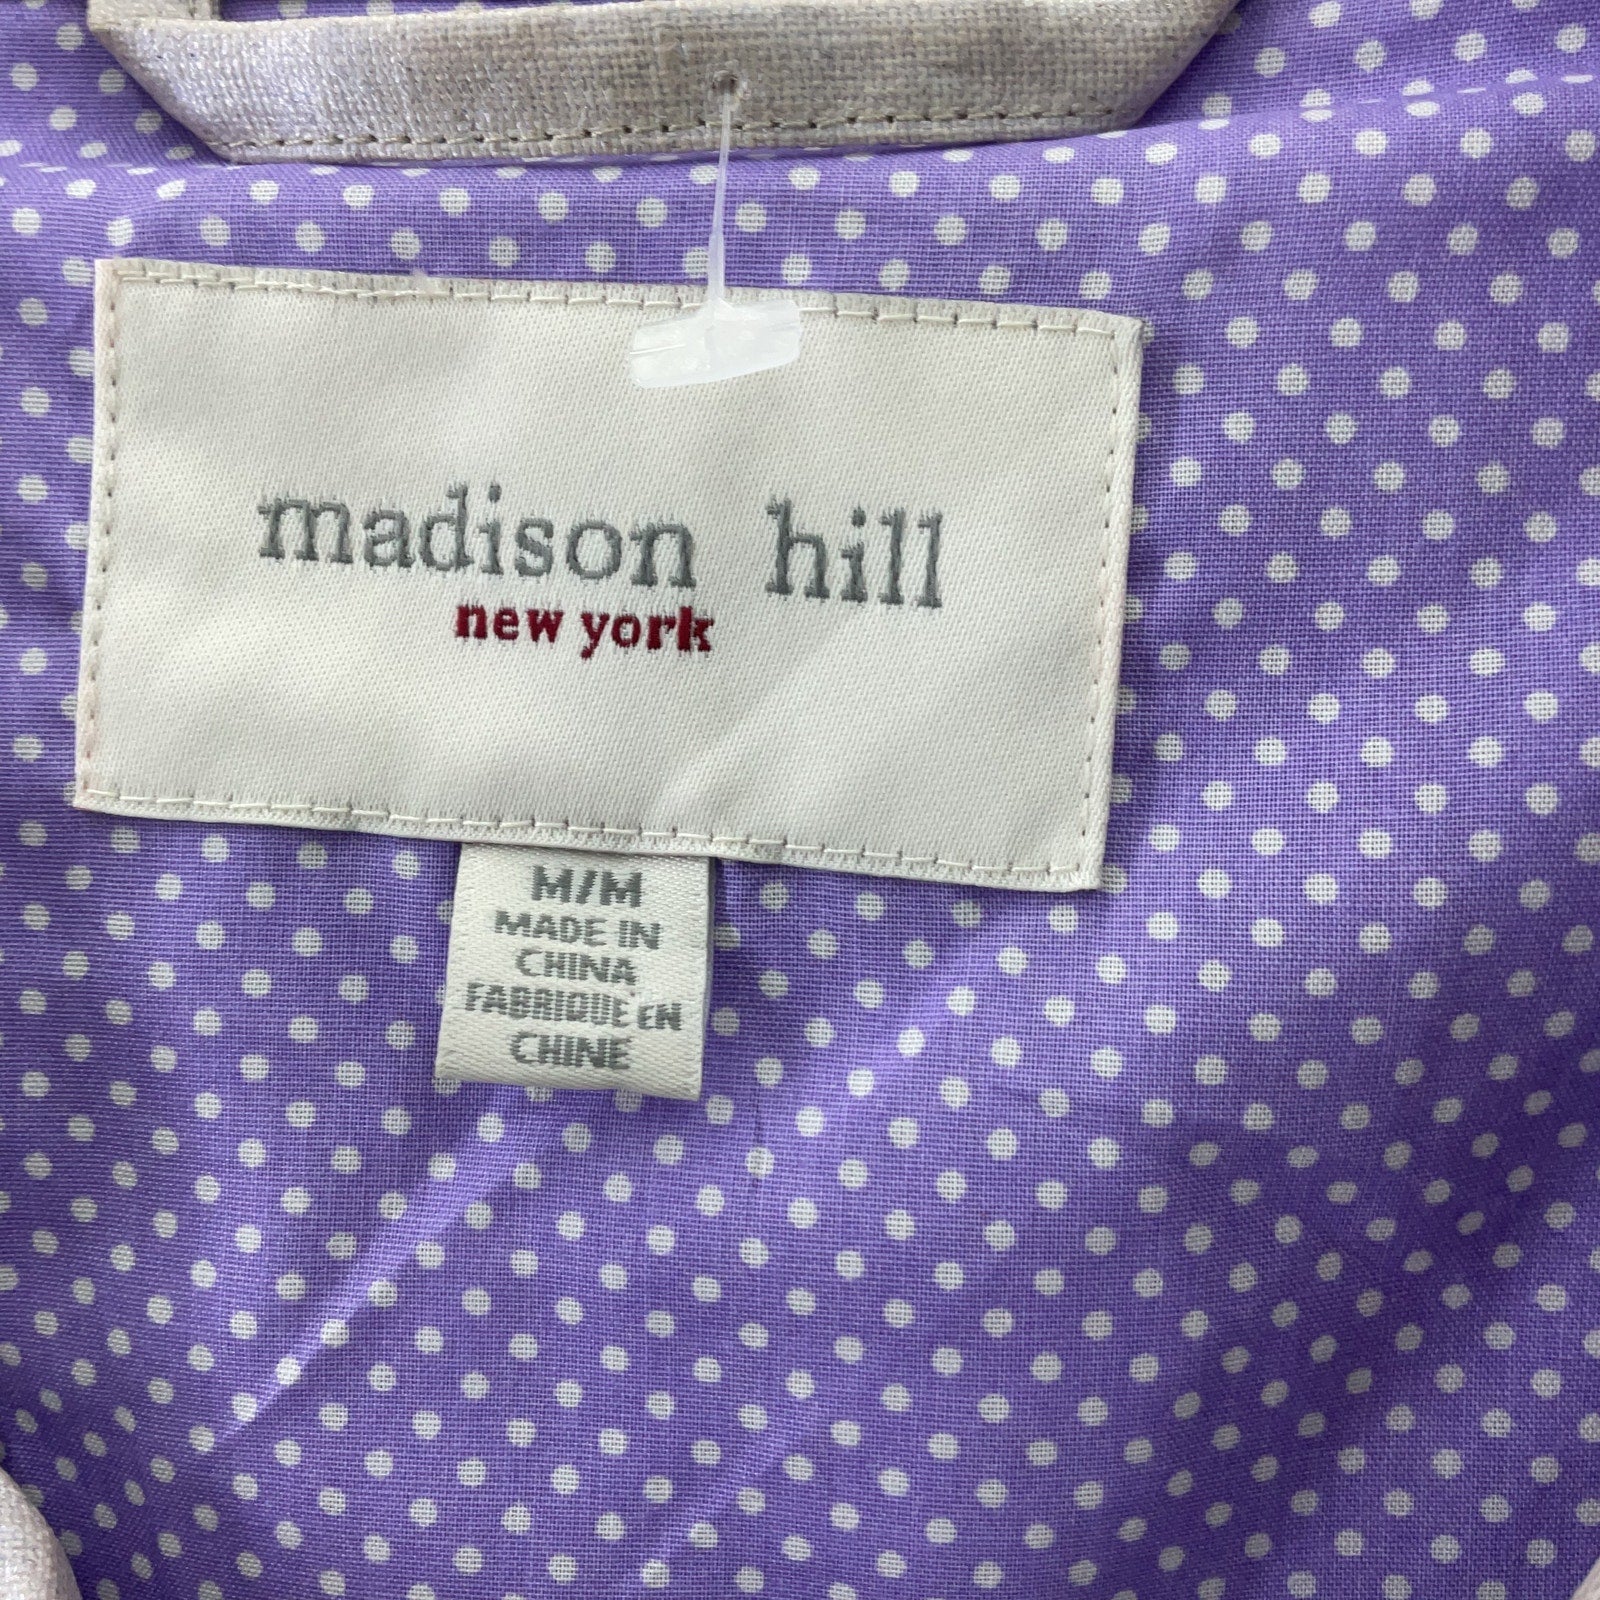 madison hill
new york
M/M
MADE IN
CHINA
FABRIQUE EN
CHINE